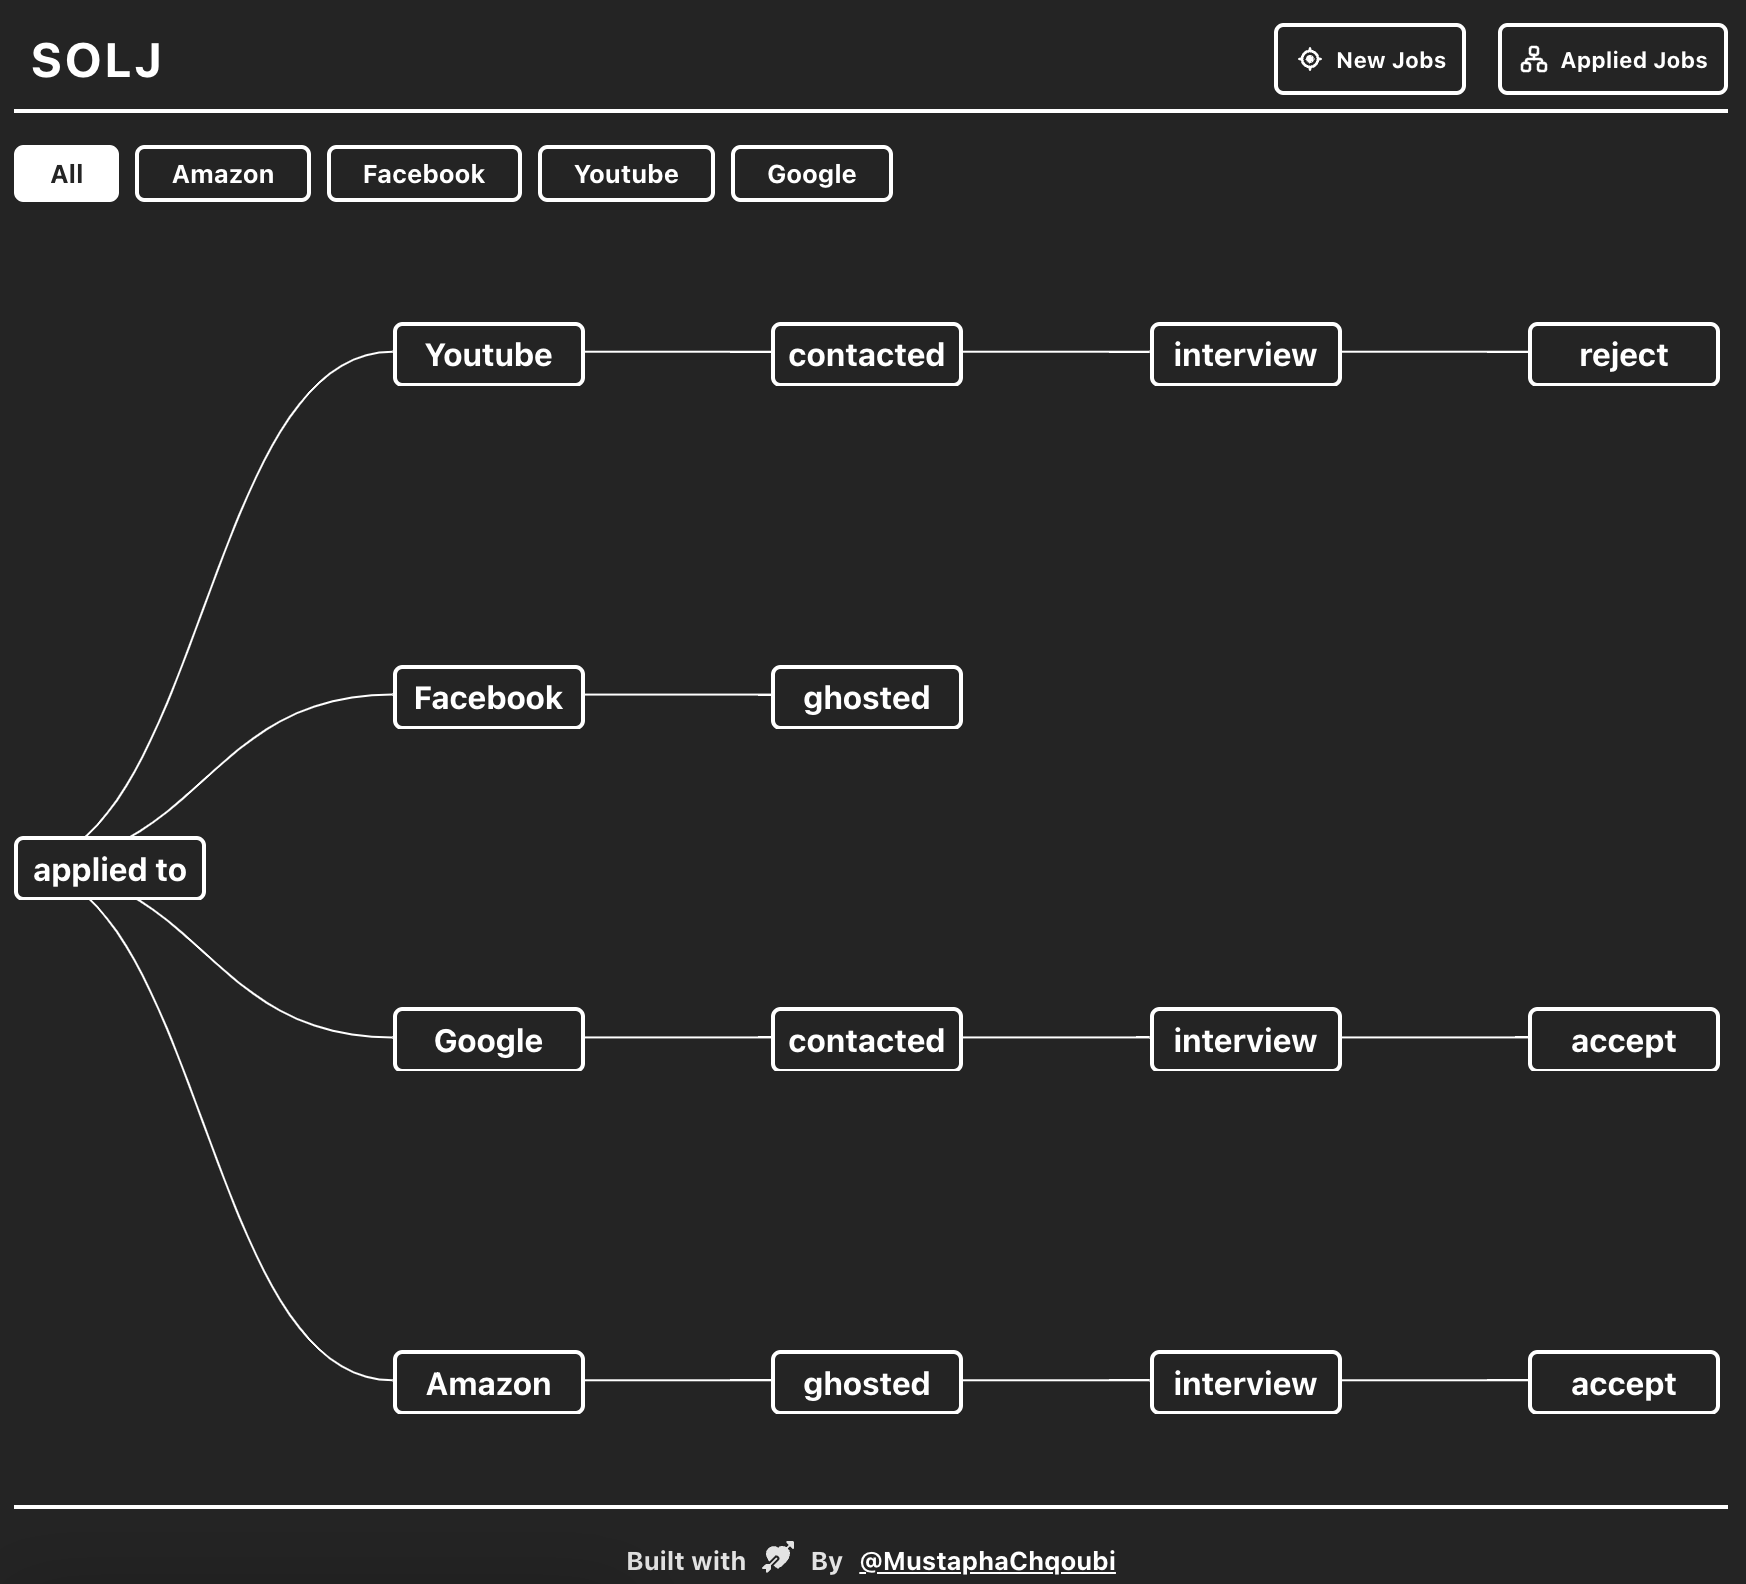 SOLJ
New Jobs
Applied Jobs
All
Amazon
Facebook
Youtube
Google
Youtube
contacted
interview
reject
Facebook
ghosted
applied to
Google
contacted
interview
accept
Amazon
ghosted
interview
accept
Built with By @MustaphaChqoubi